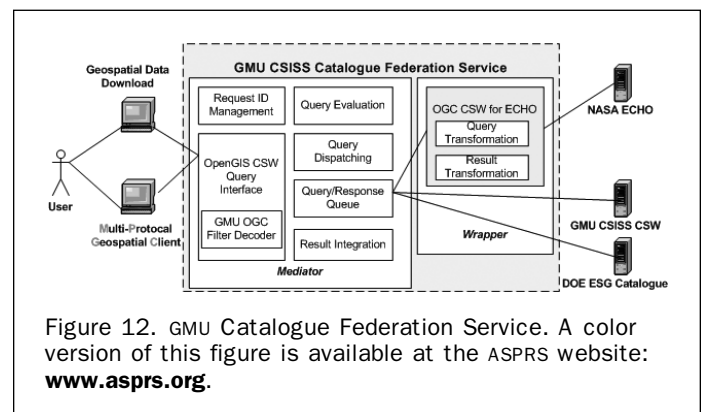 GMU CSISS Catalogue Federation Service
Geospatial Data
Download
User
Multi-Protocal
Geospatial Client
Request ID
Management
OpenGIS CSW
Query
Interface
GMU OGC
Filter Decoder
Query Evaluation
Query
Dispatching
Query/Response
Queue
Result Integration
Mediator
OGC CSW for ECHO
Query
Transformation
Result
Transformation
Wrapper
NASA ECHO
GMU CSISS CSW
DOE ESG Catalogue
Figure 12. GMU Catalogue Federation Service. A color
version of this figure is available at the ASPRS website:
www.asprs.org.